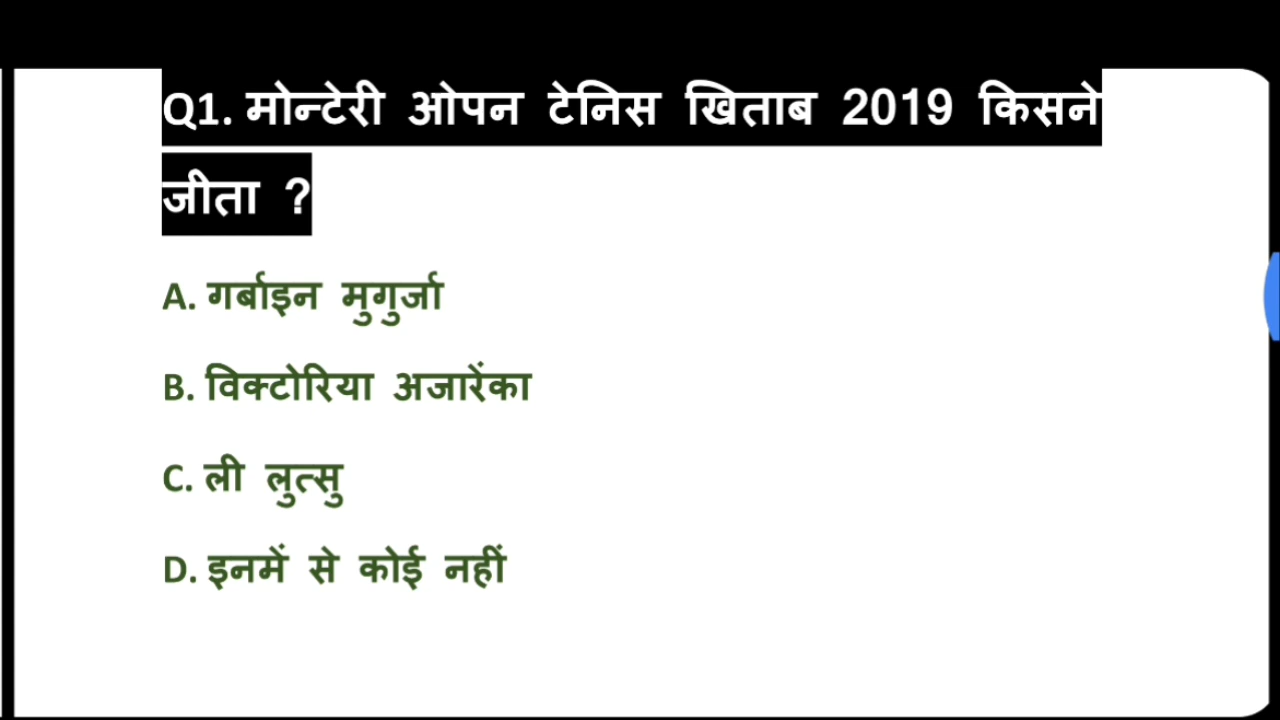 Q1. मोन्टेरी ओपन टेनिस खिताब 2019 किसने
जीता ?
A. गर्बाइन मुगुर्जा
B. विक्टोरिया अजारेंका
C. ली लुत्सु
D. इनमें से कोई नहीं